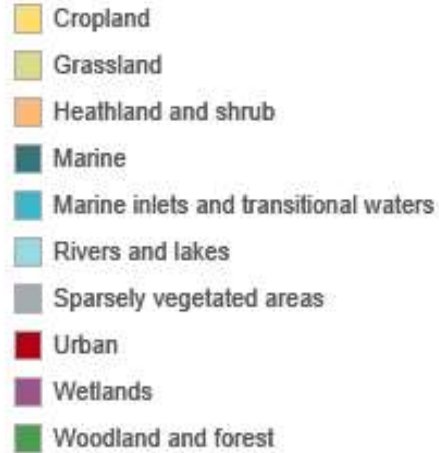 Cropland
Grassland
Heathland and shrub
Marine
Marine inlets and transitional waters
Rivers and lakes
Sparsely vegetated areas
Urban
Wetlands
Woodland and forest